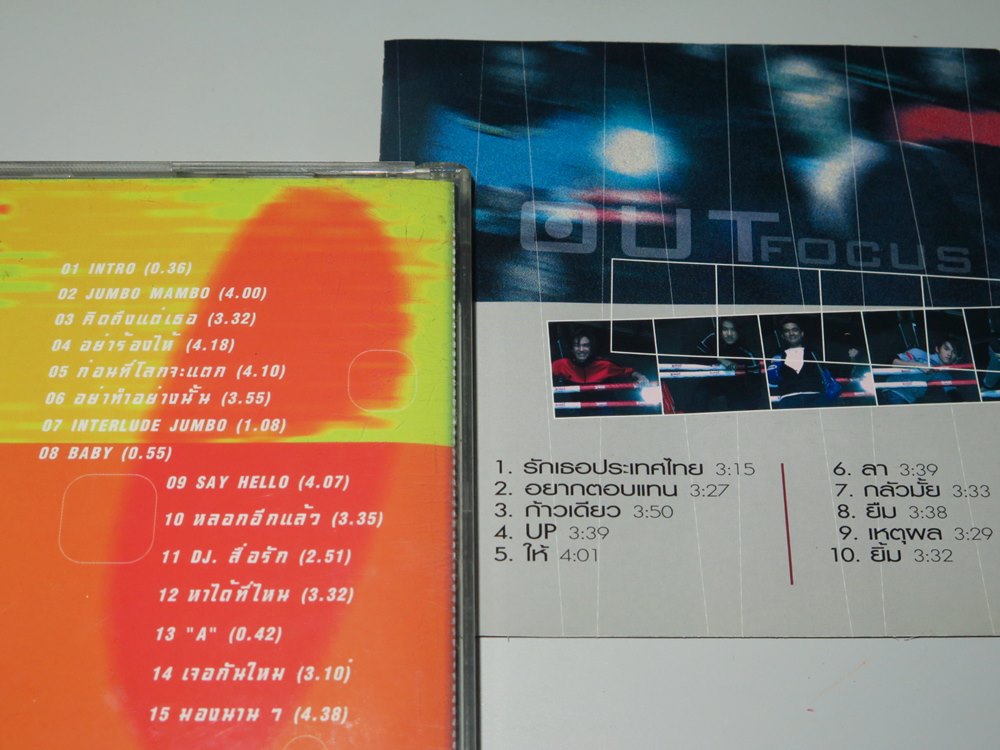 01 INTRO (0.36)
02 JUMBO MAMBO (4.00)
03 คิดถึงแต่เธอ (3.32)
04 อย่าร้องไห้ (4.18)
05 ก่อนที่โลกจะแตก (4.10)
06 อย่าทำอย่างนั้น (3.55)
07 INTERLUDE JUMBO (1.08)
08 BABY (0.55)
09 SAY HELLO (4.07)
10 หลอกอีกแล้ว (3.35)
11 DJ. สื่อรัก (2.51)
12 หาได้ที่ไหน (3.32)
13 "A" (0.42)
14 เจอกันไหม (3.10)
15 มองนาน ๆ (4.38)
OUT FOCUS
1. รักเธอประเทศไทย 3:15
2. อยากตอบแทน 3:27
3. ก้าวเดียว 3:50
4. UP 3:39
5. ให้ 4:01
6. ลา 3:39
7. กลัวมั้ย 3:33
8. ยืม 3:38
9. เหตุผล 3:29
10. ยิ้ม 3:32